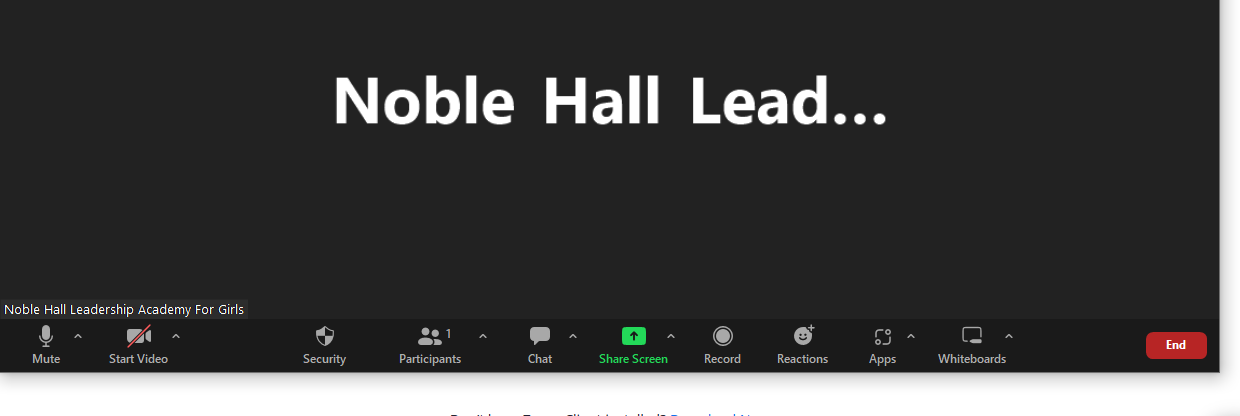 Noble Hall Lead...
Noble Hall Leadership Academy For Girls
1
Mute
Start Video
Security
Participants
Chat
Share Screen
Record
Reactions
Apps
Whiteboards
End